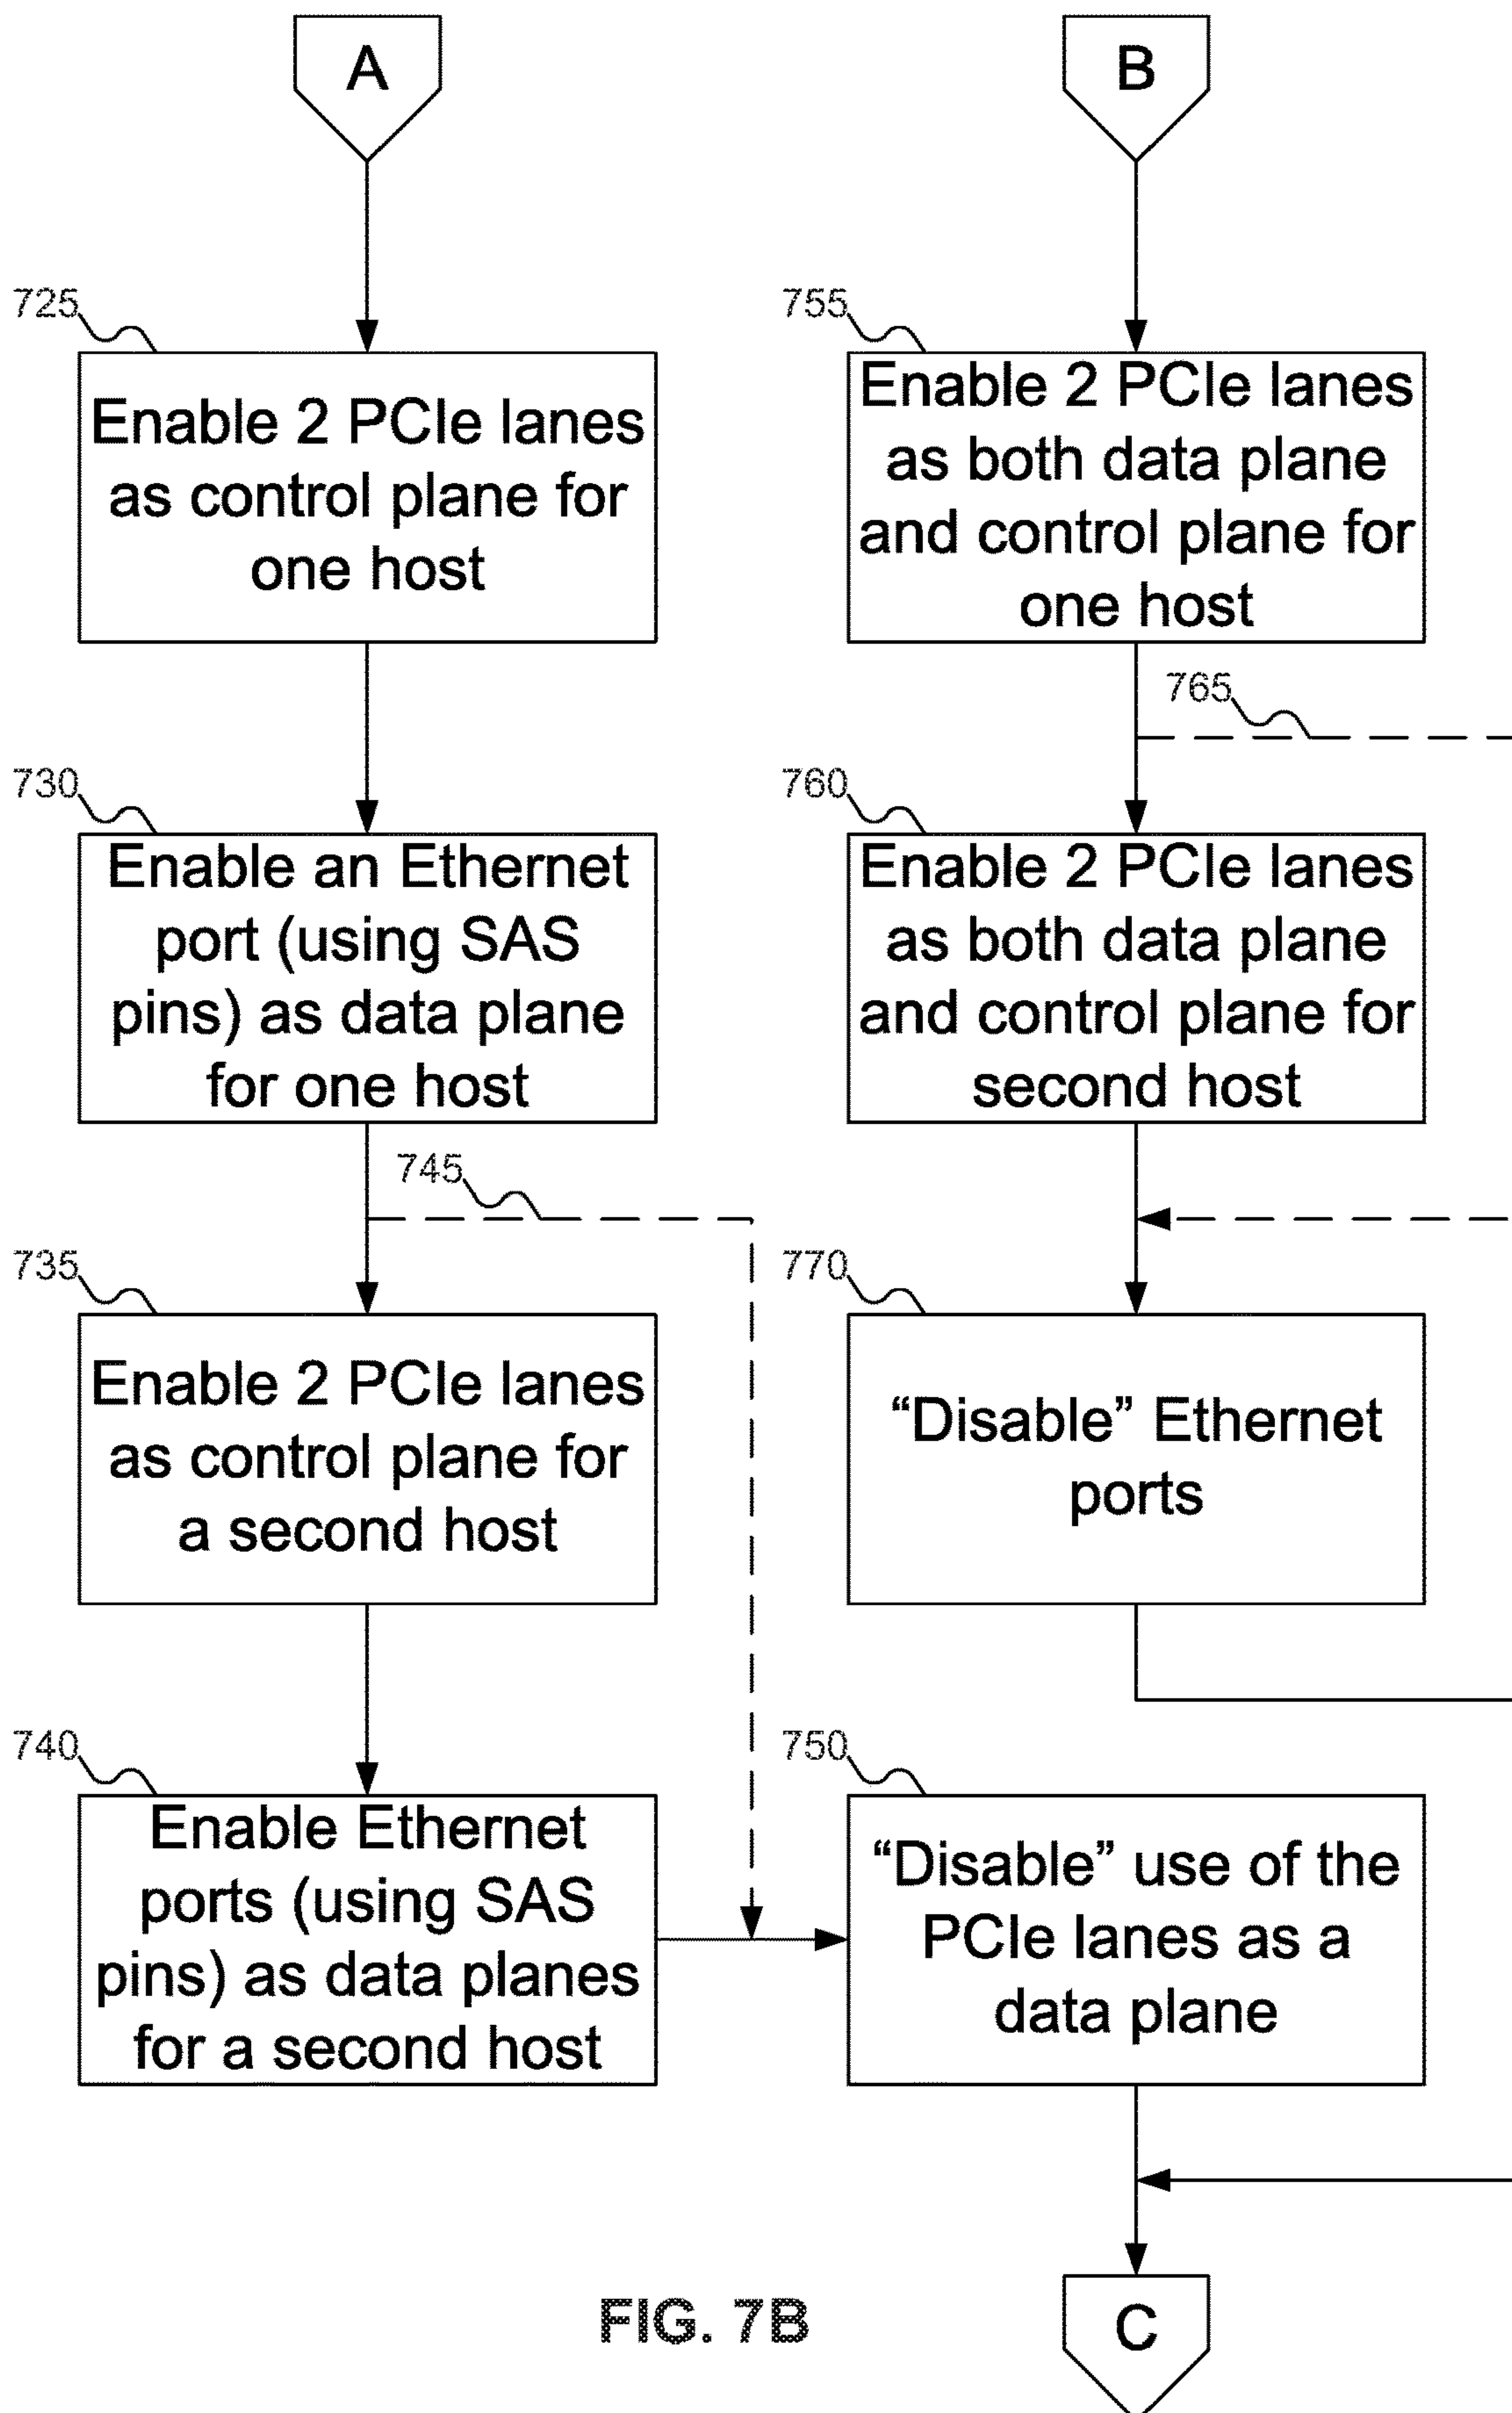 A
B
725
Enable 2 PCIe lanes
as control plane for
one host
755
Enable 2 PCIe lanes
as both data plane
and control plane for
one host
765
730
Enable an Ethernet
port (using SAS
pins) as data plane
for one host
745
760
Enable 2 PCIe lanes
as both data plane
and control plane for
second host
735
Enable 2 PCIe lanes
as control plane for
a second host
770
“Disable” Ethernet
ports
740
Enable Ethernet
ports (using SAS
pins) as data planes
for a second host
750
“Disable” use of the
PCIe lanes as a
data plane
C
FIG. 7B